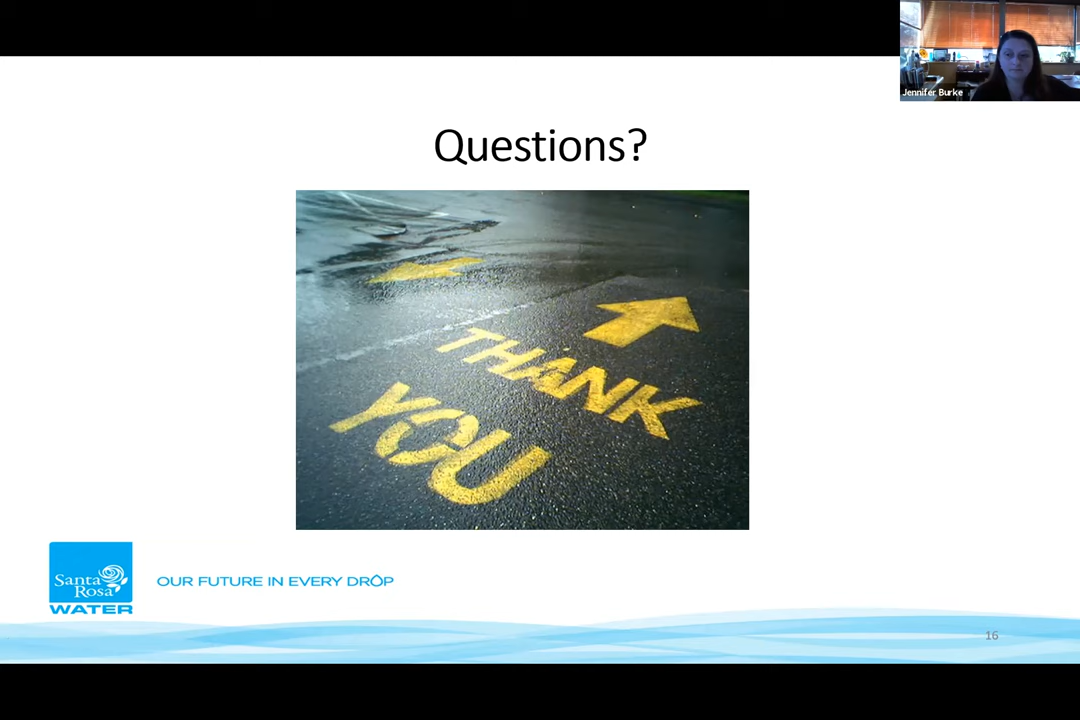 Jennifer Burke
Questions?
THANK
YOU
Santa
Rosa
WATER
OUR FUTURE IN EVERY DROP
16